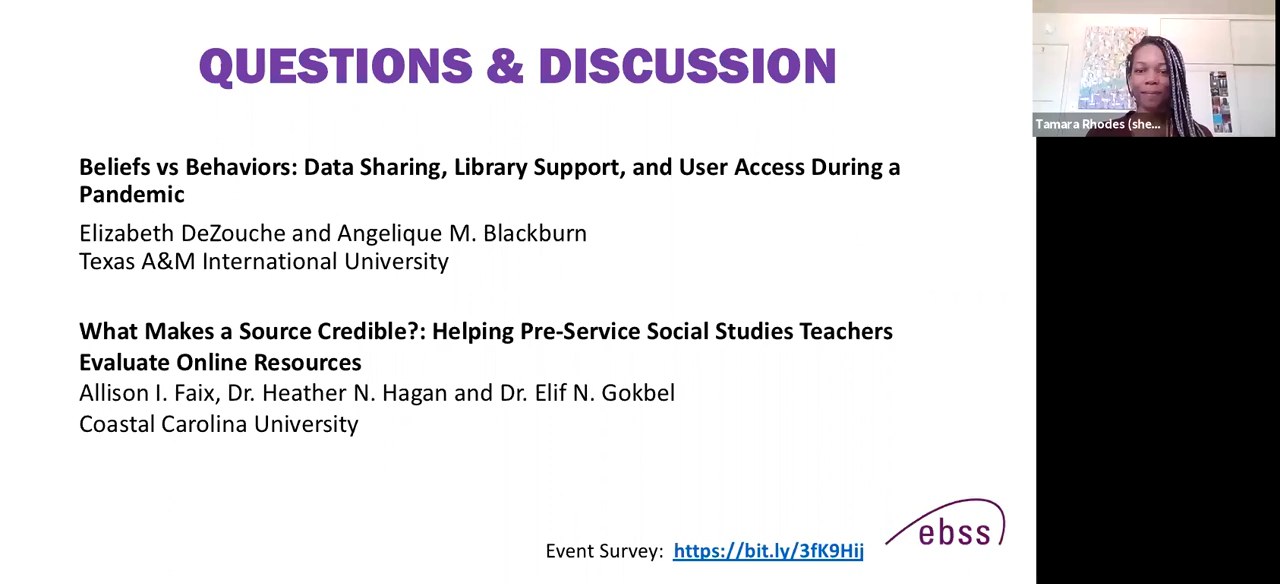 QUESTIONS & DISCUSSION
Tamara Rhodes (she...
Beliefs vs Behaviors: Data Sharing, Library Support, and User Access During a
Pandemic
Elizabeth DeZouche and Angelique M. Blackburn
Texas A&M International University
What Makes a Source Credible?: Helping Pre-Service Social Studies Teachers
Evaluate Online Resources
Allison I. Faix, Dr. Heather N. Hagan and Dr. Elif N. Gokbel
Coastal Carolina University
ebss
Event Survey: https://bit.ly/3fK9Hij